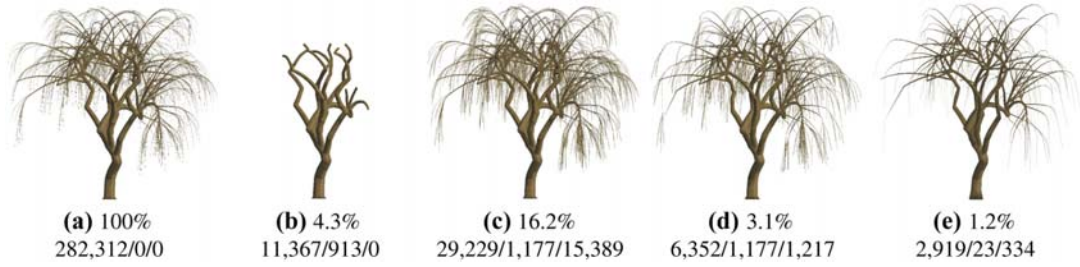 (a) 100%
282,312/0/0
(b) 4.3%
11,367/913/0
(c) 16.2%
29,229/1,177/15,389
(d) 3.1%
6,352/1,177/1,217
(e) 1.2%
2,919/23/334